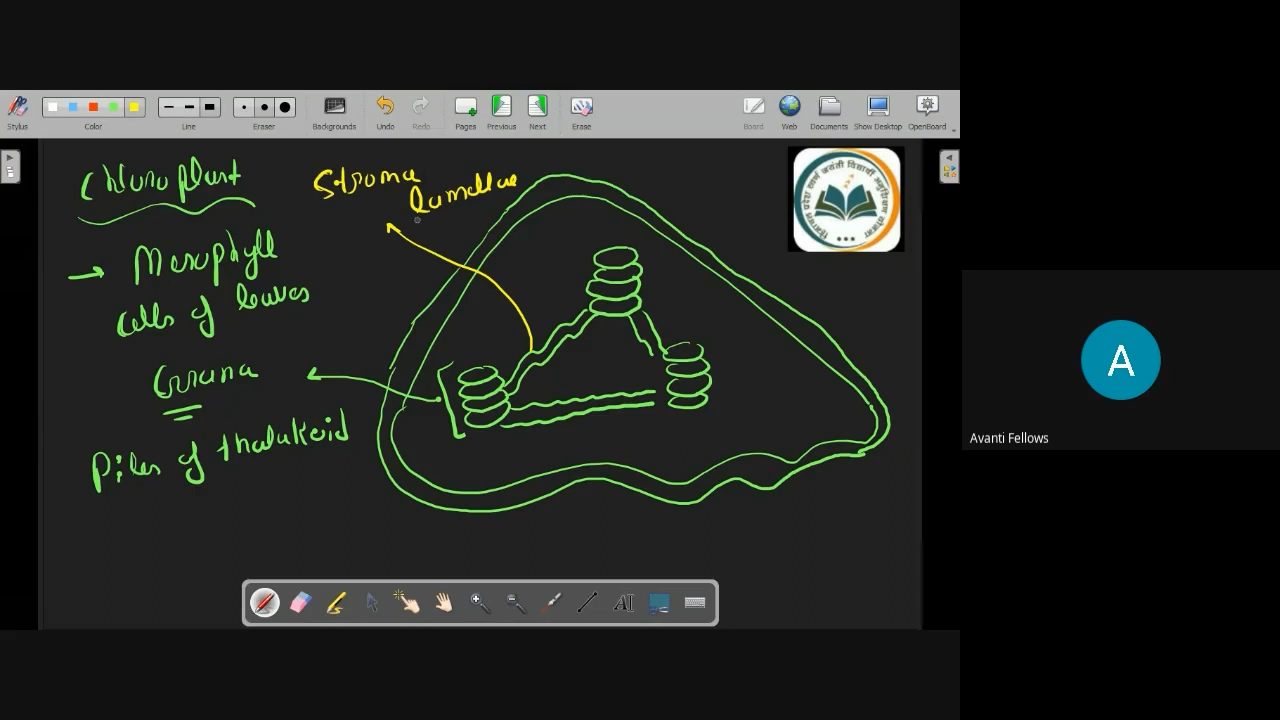 Stylus
Color
Line
Eraser
Backgrounds
Undo
Redo
Pages
Previous
Next
Erase
Board
Web
Documents
Show Desktop
OpenBoard
Chloroplast
Stroma
lamellae
→ Mesophyll
cells of leaves
Grana
Piles of thalakoid
A
Avanti Fellows